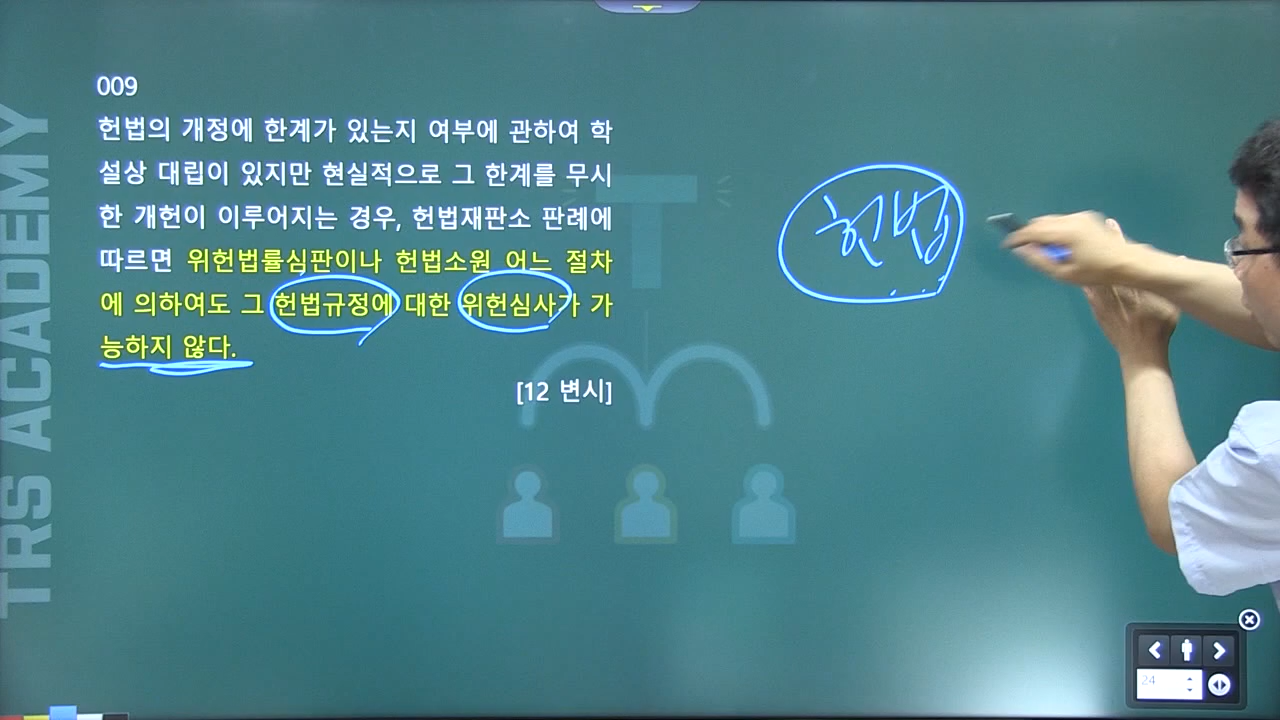 009
헌법의 개정에 한계가 있는지 여부에 관하여 학
설상 대립이 있지만 현실적으로 그 한계를 무시
한 개헌이 이루어지는 경우, 헌법재판소 판례에
따르면 위헌법률심판이나 헌법소원 어느 절차
에 의하여도 그 헌법규정에 대한 위헌심사가 가
능하지 않다.
[12 변시]
헌법
TRS ACADEMY
24